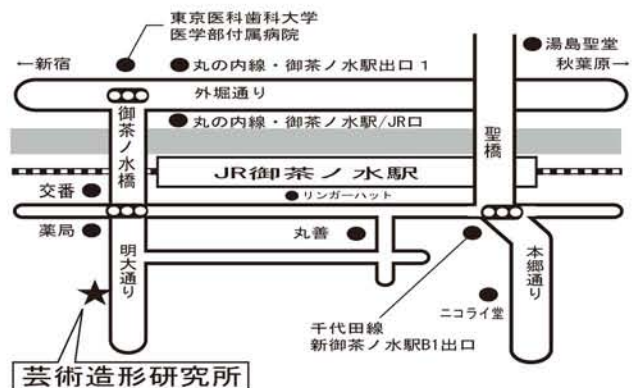 東京医科歯科大学
医学部付属病院
湯島聖堂
←新宿
丸の内線・御茶ノ水駅出口1
秋葉原→
外堀通り
丸の内線・御茶ノ水駅/JR口
御茶ノ水橋
聖橋
JR御茶ノ水駅
交番
リンガーハット
薬局
丸善
明大通り
本郷通り
ニコライ堂
千代田線
新御茶ノ水駅B1出口
芸術造形研究所